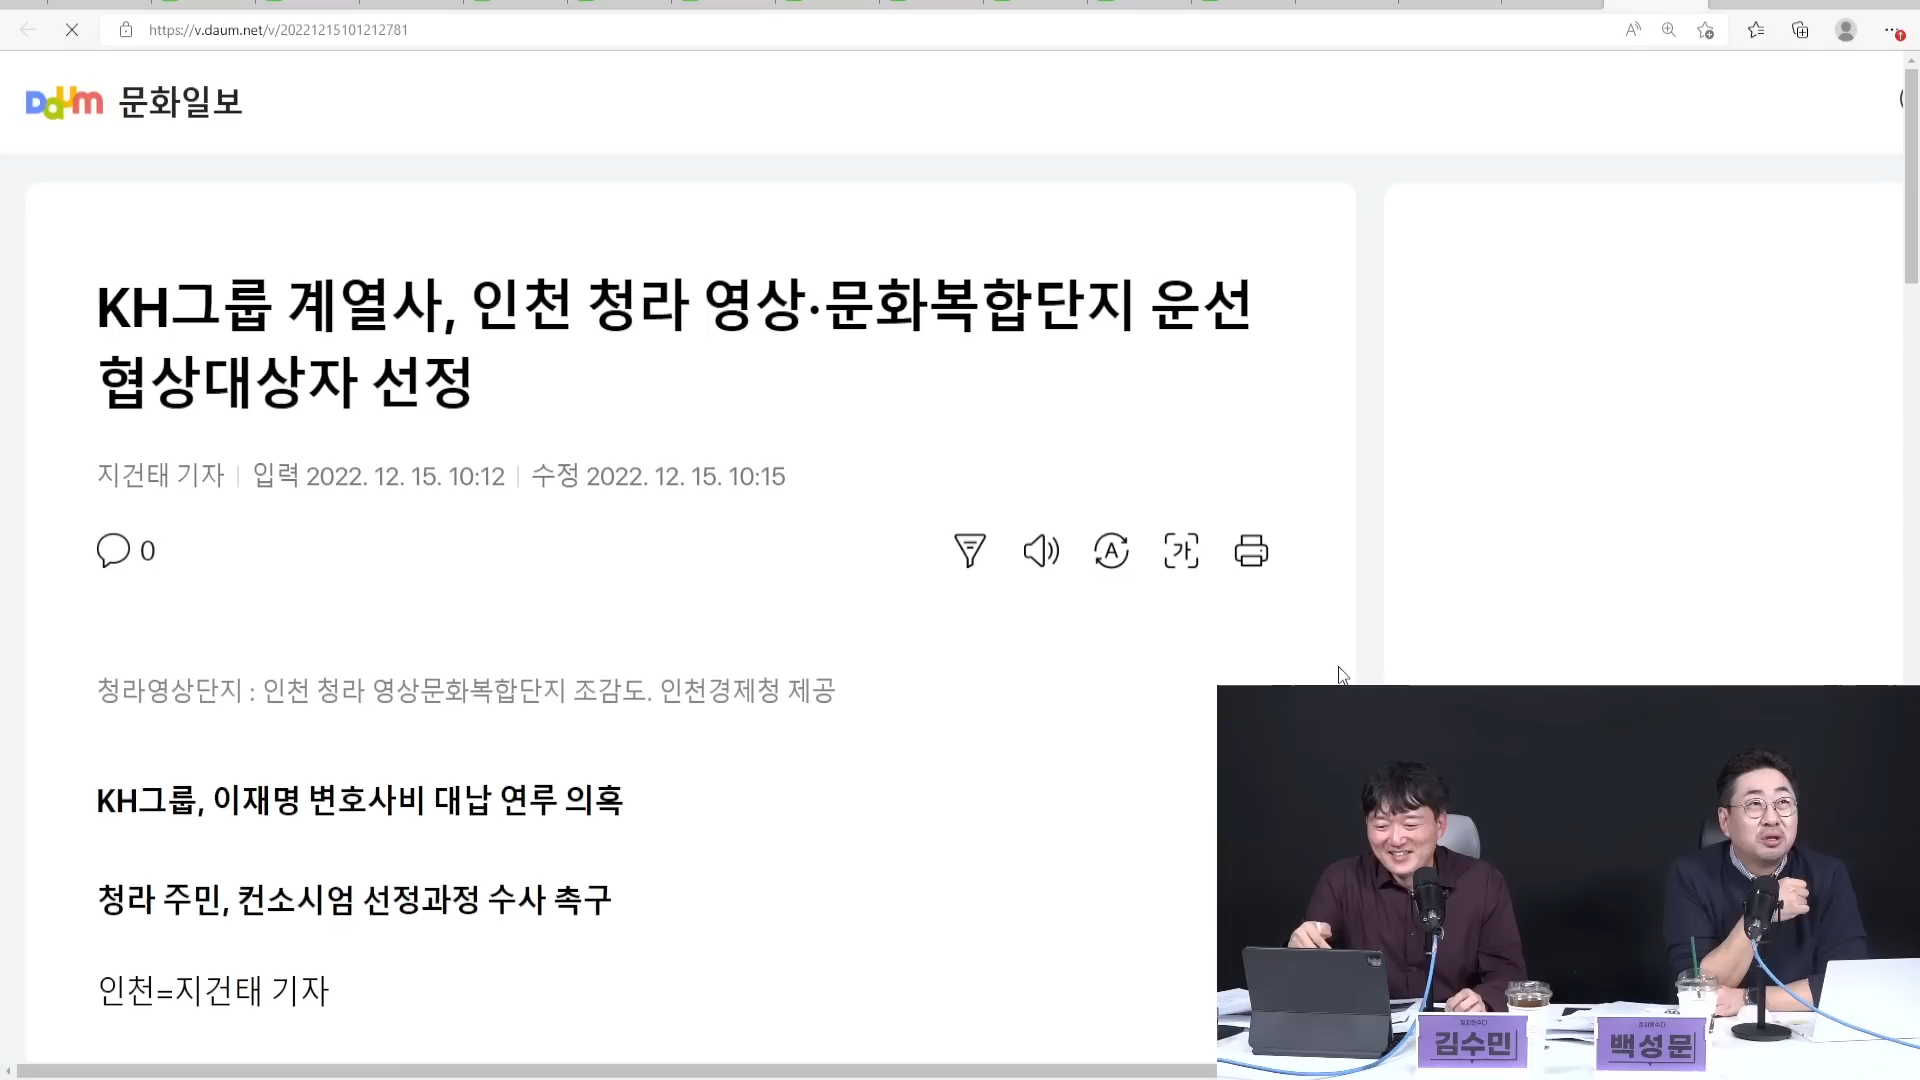 https://v.daum.net/v/20221215101212781
Daum 문화일보
KH그룹 계열사, 인천 청라 영상·문화복합단지 운선
협상대상자 선정
지건태 기자 | 입력 2022. 12. 15. 10:12 | 수정 2022. 12. 15. 10:15
0
가
청라영상단지 : 인천 청라 영상문화복합단지 조감도. 인천경제청 제공
KH그룹, 이재명 변호사비 대납 연루 의혹
청라 주민, 컨소시엄 선정과정 수사 촉구
인천=지건태 기자
김수민
백성문